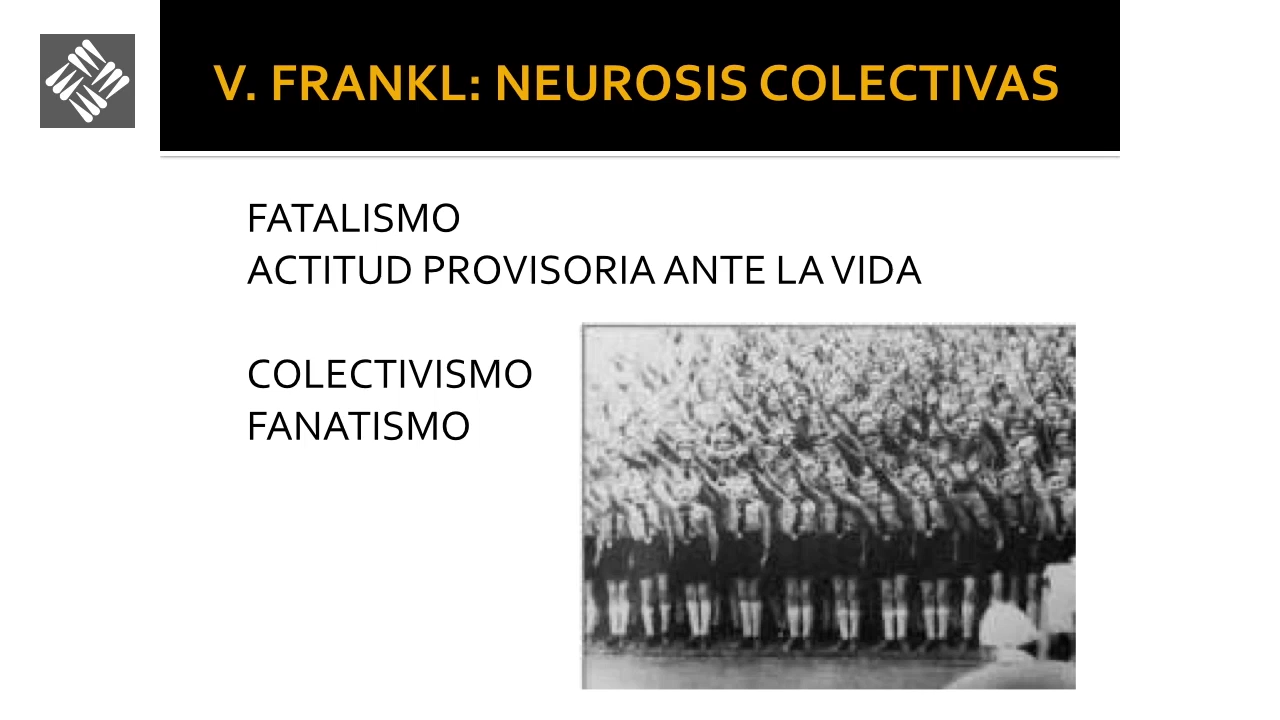 V. FRANKL: NEUROSIS COLECTIVAS
FATALISMO
ACTITUD PROVISORIA ANTE LA VIDA
COLECTIVISMO
FANATISMO